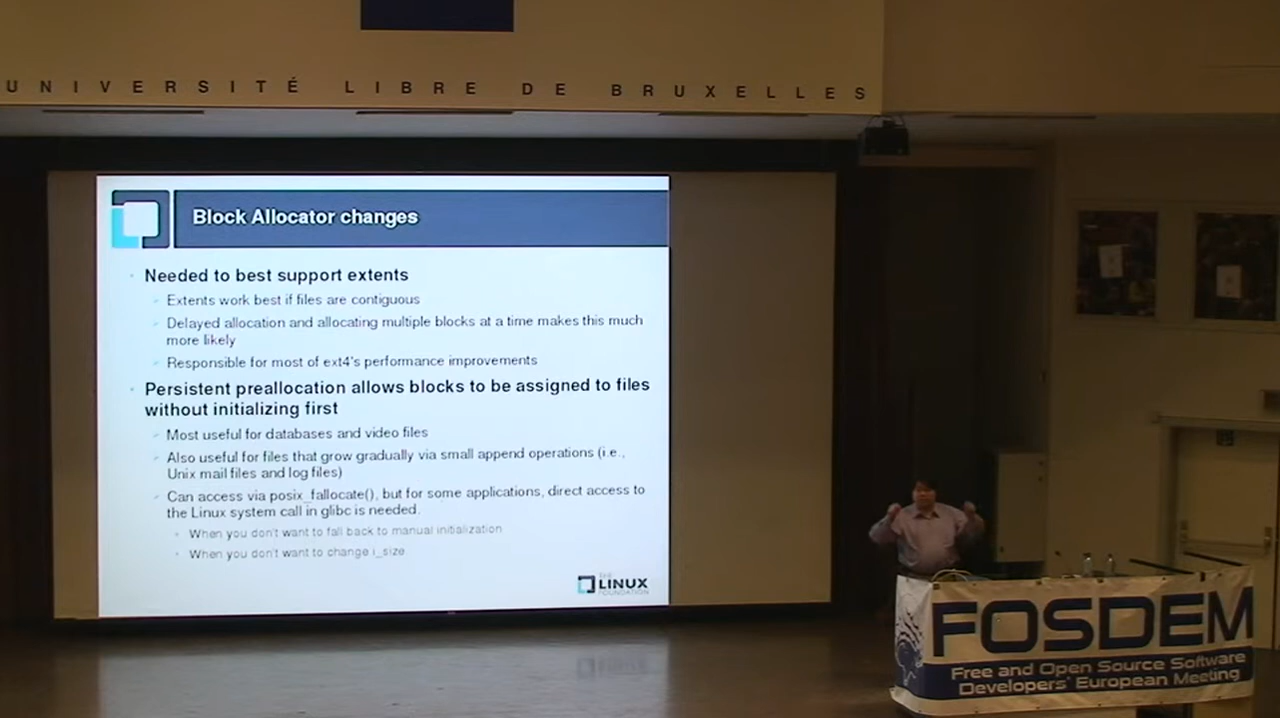 UNIVERSITÉ LIBRE DE BRUXELLES
Block Allocator changes
Needed to best support extents
Extents work best if files are contiguous
Delayed allocation and allocating multiple blocks at a time makes this much
more likely
Responsible for most of ext4's performance improvements
Persistent preallocation allows blocks to be assigned to files
without initializing first
Most useful for databases and video files
Also useful for files that grow gradually via small append operations (i.e.,
Unix mail files and log files)
Can access via posix_fallocate(), but for some applications, direct access to
the Linux system call in glibc is needed.
When you don't want to fall back to manual initialization
When you don't want to change i_size
THE
LINUX
FOUNDATION
FOSDEM
Free and Open Source Software
Developers' European Meeting